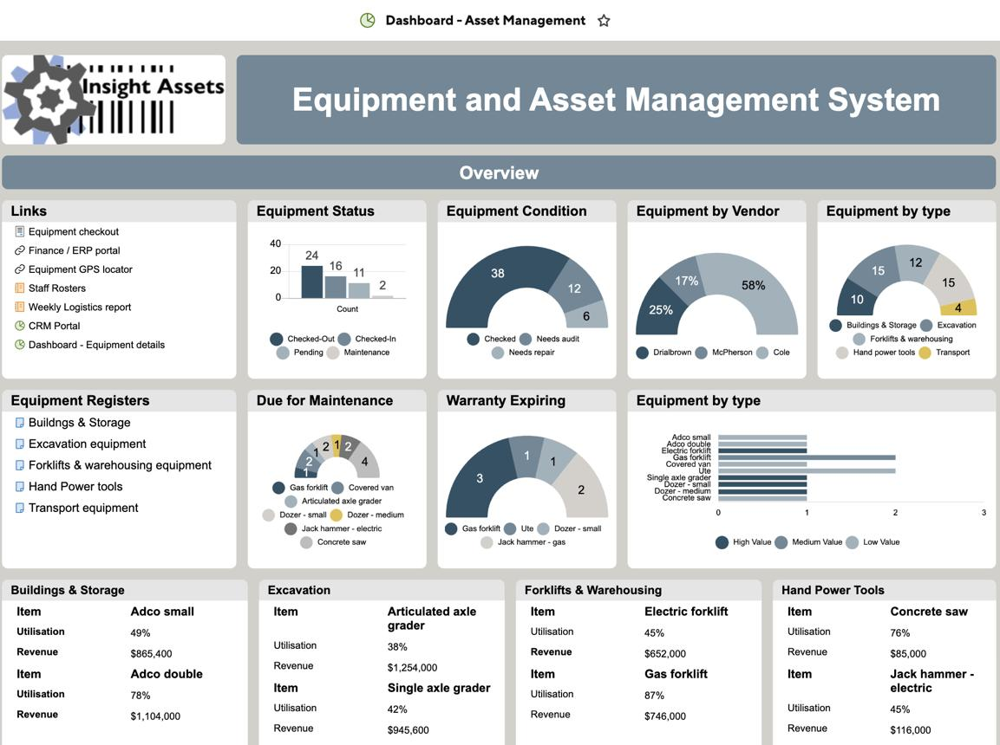 Dashboard - Asset Management
Insight Assets
Equipment and Asset Management System
Overview
Links
Equipment checkout
Finance / ERP portal
Equipment GPS locator
Staff Rosters
Weekly Logistics report
CRM Portal
Dashboard - Equipment details
Equipment Status
40
20
0
24
16
11
2
Count
Checked-Out
Checked-In
Pending
Maintenance
Equipment Condition
38
12
6
Checked
Needs audit
Needs repair
Equipment by Vendor
25%
17%
58%
Drialbrown
McPherson
Cole
Equipment by type
10
15
12
15
4
Buildings & Storage
Excavation
Forklifts & warehousing
Hand power tools
Transport
Equipment Registers
Buildngs & Storage
Excavation equipment
Forklifts & warehousing equipment
Hand Power tools
Transport equipment
Due for Maintenance
1
2
1
2
1
2
4
Gas forklift
Covered van
Articulated axle grader
Dozer - small
Dozer - medium
Jack hammer - electric
Concrete saw
Warranty Expiring
3
1
1
2
Gas forklift
Ute
Dozer - small
Jack hammer - gas
Equipment by type
Adco small
Adco double
Electric forklift
Gas forklift
Covered van
Ute
Single axle grader
Dozer - small
Dozer - medium
Concrete saw
0
1
2
3
High Value
Medium Value
Low Value
Buildings & Storage
Item Adco small
Utilisation 49%
Revenue $865,400
Item Adco double
Utilisation 78%
Revenue $1,104,000
Excavation
Item Articulated axle
grader
Utilisation 38%
Revenue $1,254,000
Item Single axle grader
Utilisation 42%
Revenue $945,600
Forklifts & Warehousing
Item Electric forklift
Utilisation 45%
Revenue $652,000
Item Gas forklift
Utilisation 87%
Revenue $746,000
Hand Power Tools
Item Concrete saw
Utilisation 76%
Revenue $85,000
Item Jack hammer -
electric
Utilisation 45%
Revenue $116,000